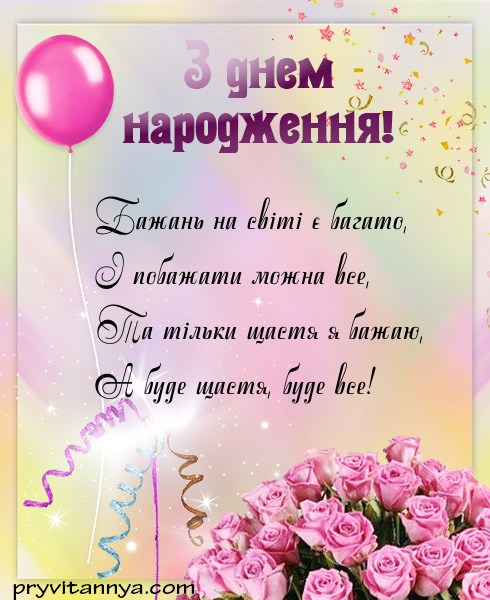 З днем
народження!
Бажань на світі є багато,
І побажати можна все,
Та тільки щастя я бажаю,
А буде щастя, буде все!
pryvitannya.com